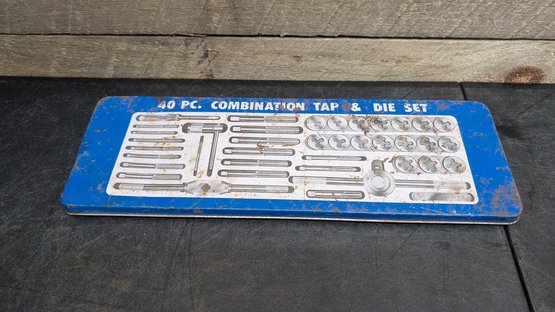 40 PC. COMBINATION TAP & DIE SET